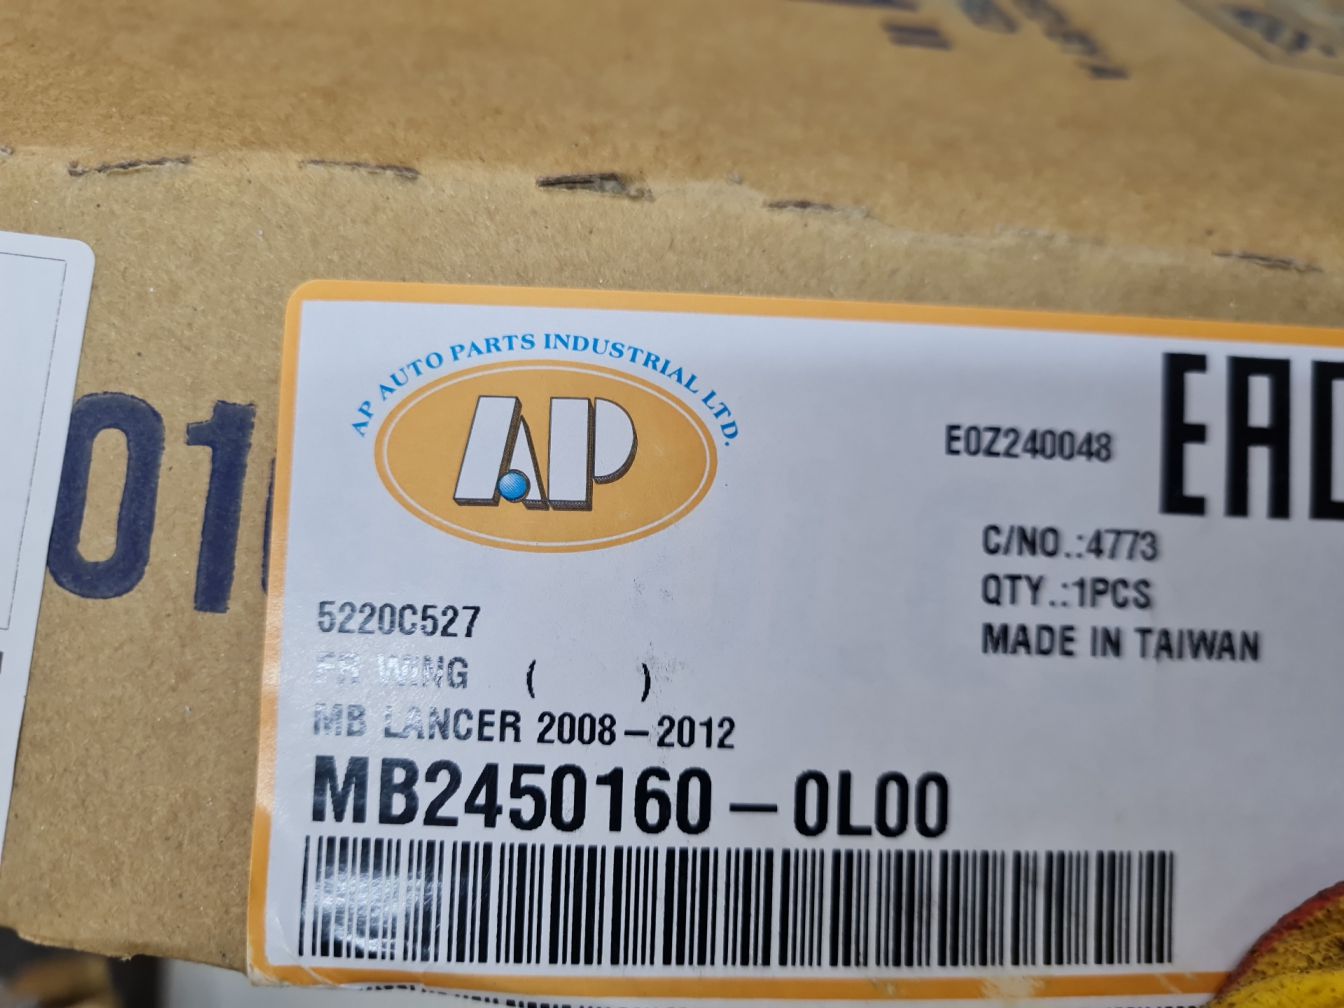 01
AP AUTO PARTS INDUSTRIAL LTD.
AP
E0Z240048
EAC
C/NO.:4773
QTY.:1PCS
MADE IN TAIWAN
5220C527
FR WING ( )
MB LANCER 2008-2012
MB2450160-0L00